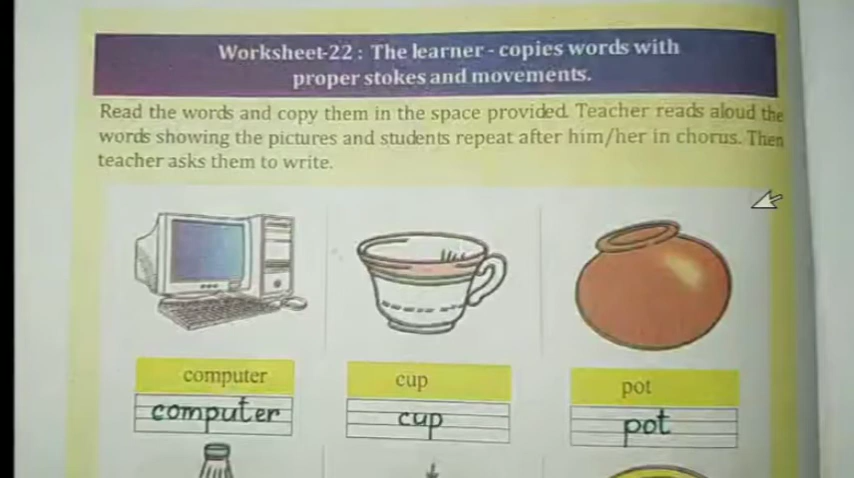 Worksheet-22 : The learner - copies words with
proper stokes and movements.
Read the words and copy them in the space provided. Teacher reads aloud the
words showing the pictures and students repeat after him/her in chorus. Then
teacher asks them to write.
computer cup pot
computer cup pot